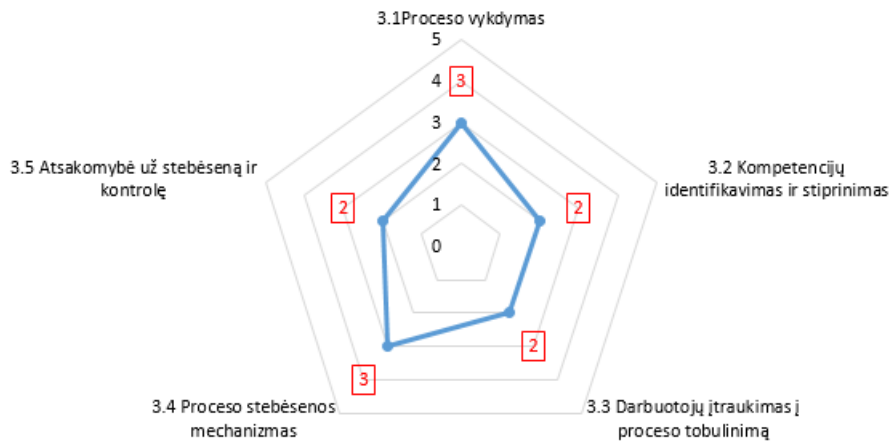 3.1Proceso vykdymas
5
4
3
3
2
1
0
3.2 Kompetencijų
identifikavimas ir stiprinimas
2
3.3 Darbuotojų įtraukimas į
proceso tobulinimą
2
3.4 Proceso stebėsenos
mechanizmas
3
3.5 Atsakomybė už stebėseną ir
kontrolę
2